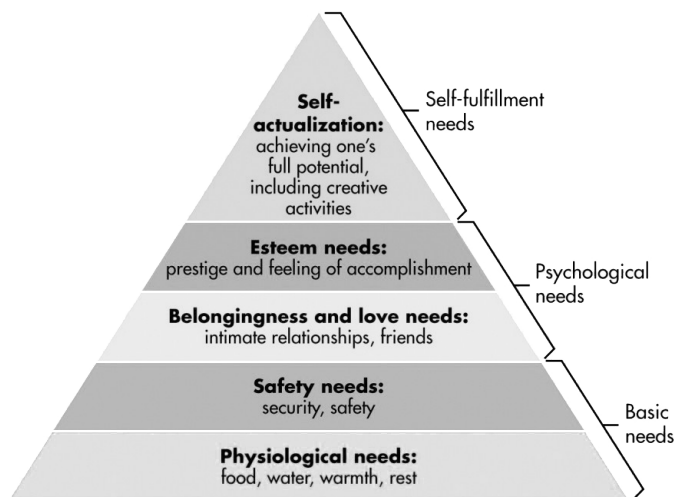 Self-
actualization:
achieving one's
full potential,
including creative
activities
Self-fulfillment
needs
Esteem needs:
prestige and feeling of accomplishment
Belongingness and love needs:
intimate relationships, friends
Psychological
needs
Safety needs:
security, safety
Physiological needs:
food, water, warmth, rest
Basic
needs